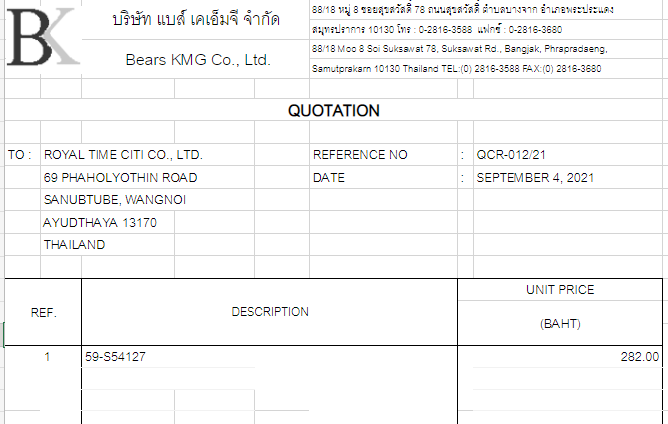 BK
บริษัท แบส์ เคเอ็มจี จำกัด
Bears KMG Co., Ltd.
88/18 หมู่ 8 ซอยสุขสวัสดิ์ 78 ถนนสุขสวัสดิ์ ตำบลบางจาก อำเภอพระประแดง
สมุทรปราการ 10130 โทร : 0-2816-3588 แฟกซ์ : 0-2816-3680
88/18 Moo 8 Soi Suksawat 78, Suksawat Rd., Bangjak, Phrapradaeng,
Samutprakarn 10130 Thailand TEL:(0) 2816-3588 FAX:(0) 2816-3680
QUOTATION
TO : ROYAL TIME CITI CO., LTD. REFERENCE NO : QCR-012/21
69 PHAHOLYOTHIN ROAD DATE : SEPTEMBER 4, 2021
SANUBTUBE, WANGNOI
AYUDTHAYA 13170
THAILAND
REF. DESCRIPTION UNIT PRICE
(BAHT)
1 59-S54127 282.00